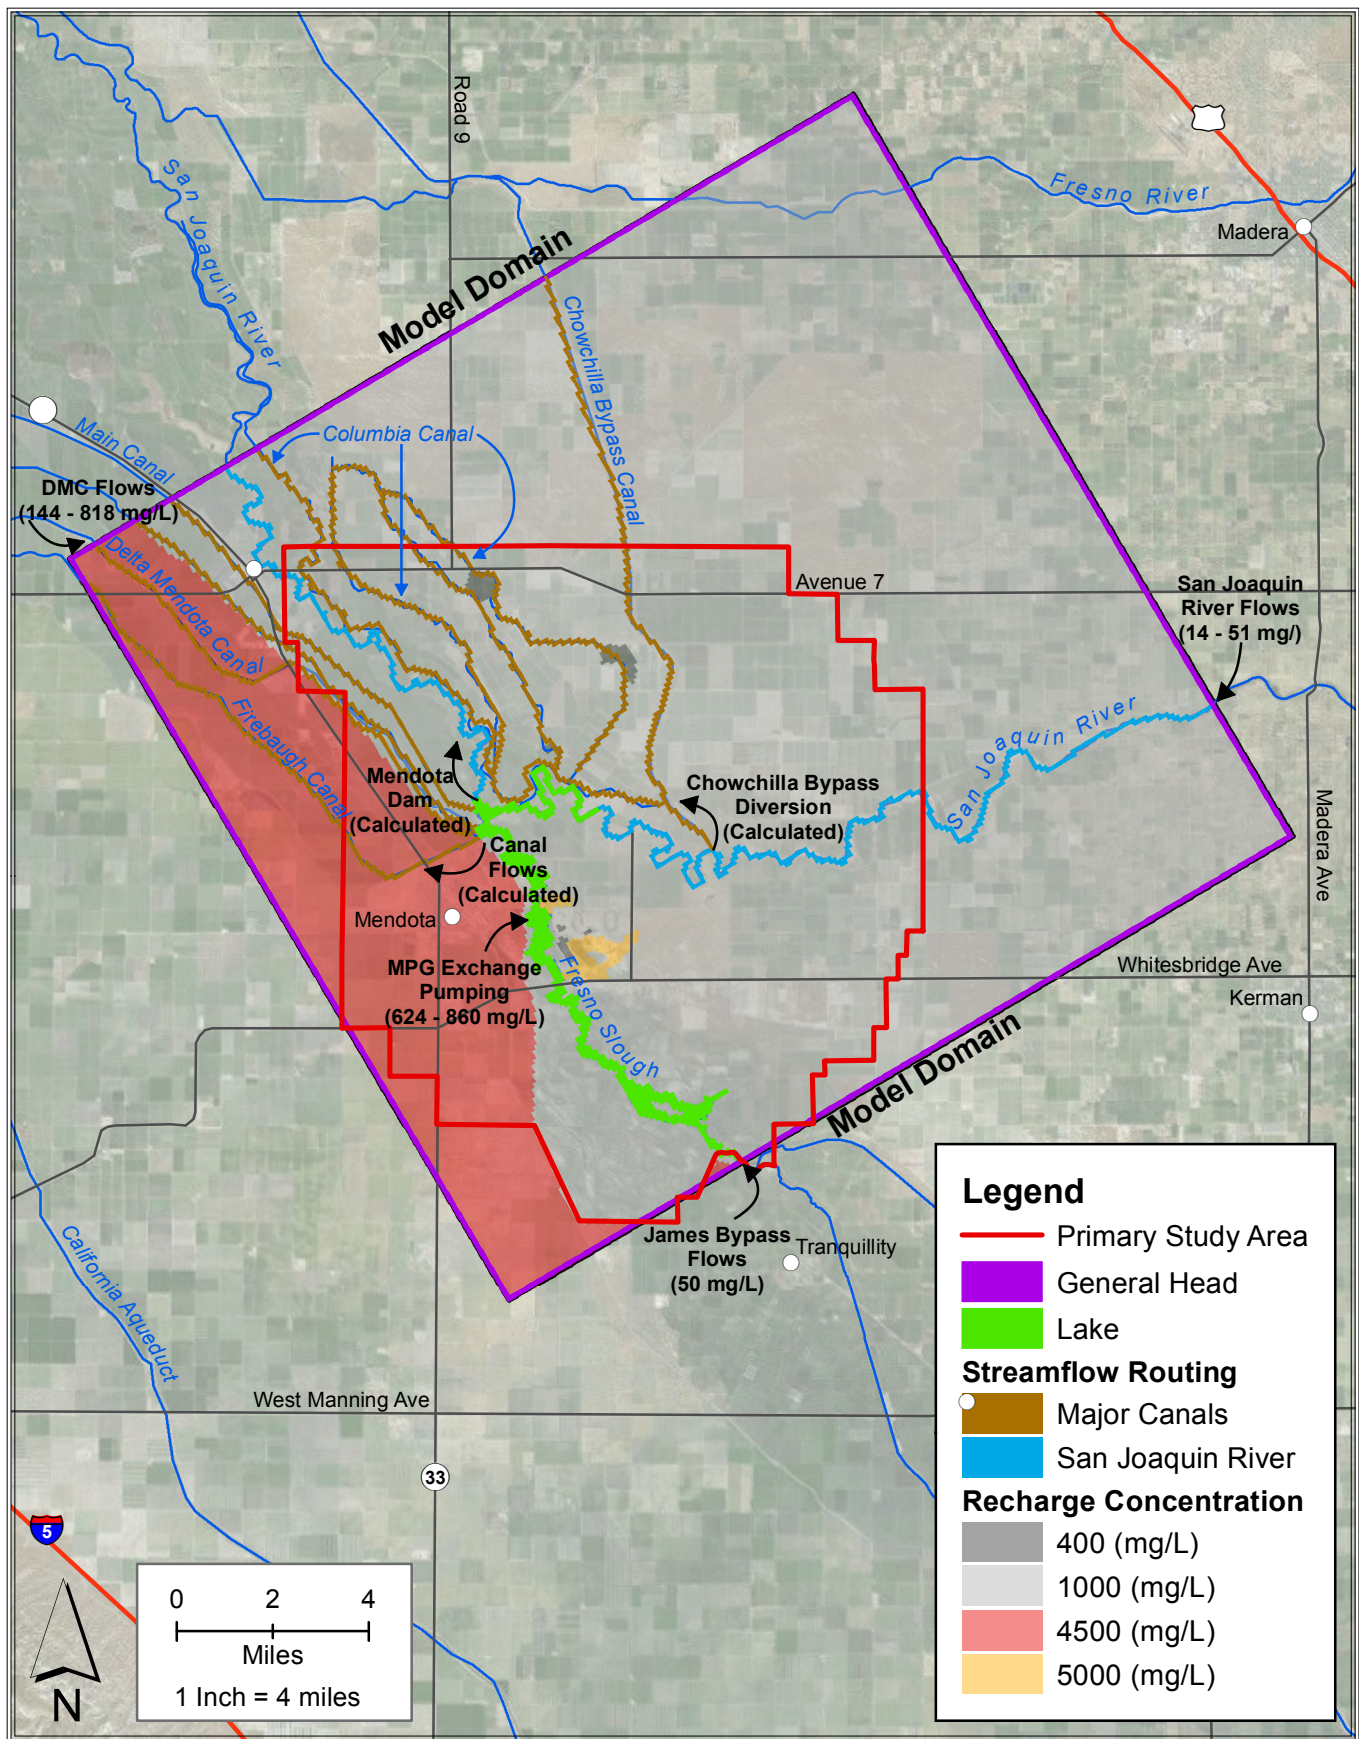 Road 9
San Joaquin River
Fresno River
Madera
Model Domain
Chowchilla Bypass Canal
Main Canal
Columbia Canal
DMC Flows
(144 - 818 mg/L)
Delta Mendota Canal
Avenue 7
San Joaquin
River Flows
(14 - 51 mg/)
Firebaugh Canal
San Joaquin River
Mendota
Dam
(Calculated)
Chowchilla Bypass
Diversion
(Calculated)
Madera Ave
Canal
Flows
(Calculated)
Mendota
MPG Exchange
Pumping
(624 - 860 mg/L)
Fresno Slough
Whitesbridge Ave
Kerman
Model Domain
James Bypass
Flows
(50 mg/L)
Tranquillity
California Aqueduct
West Manning Ave
33
5
N
0 2 4
Miles
1 Inch = 4 miles
Legend
Primary Study Area
General Head
Lake
Streamflow Routing
Major Canals
San Joaquin River
Recharge Concentration
400 (mg/L)
1000 (mg/L)
4500 (mg/L)
5000 (mg/L)